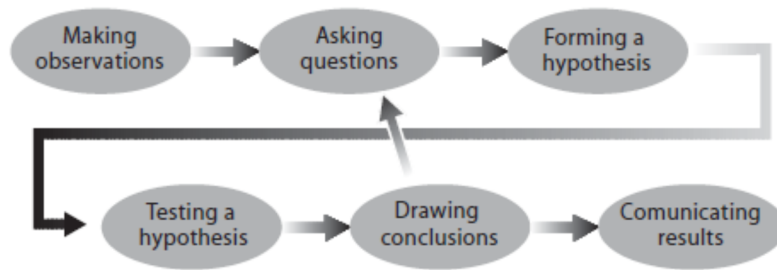 Making
observations
Asking
questions
Forming a
hypothesis
Testing a
hypothesis
Drawing
conclusions
Comunicating
results